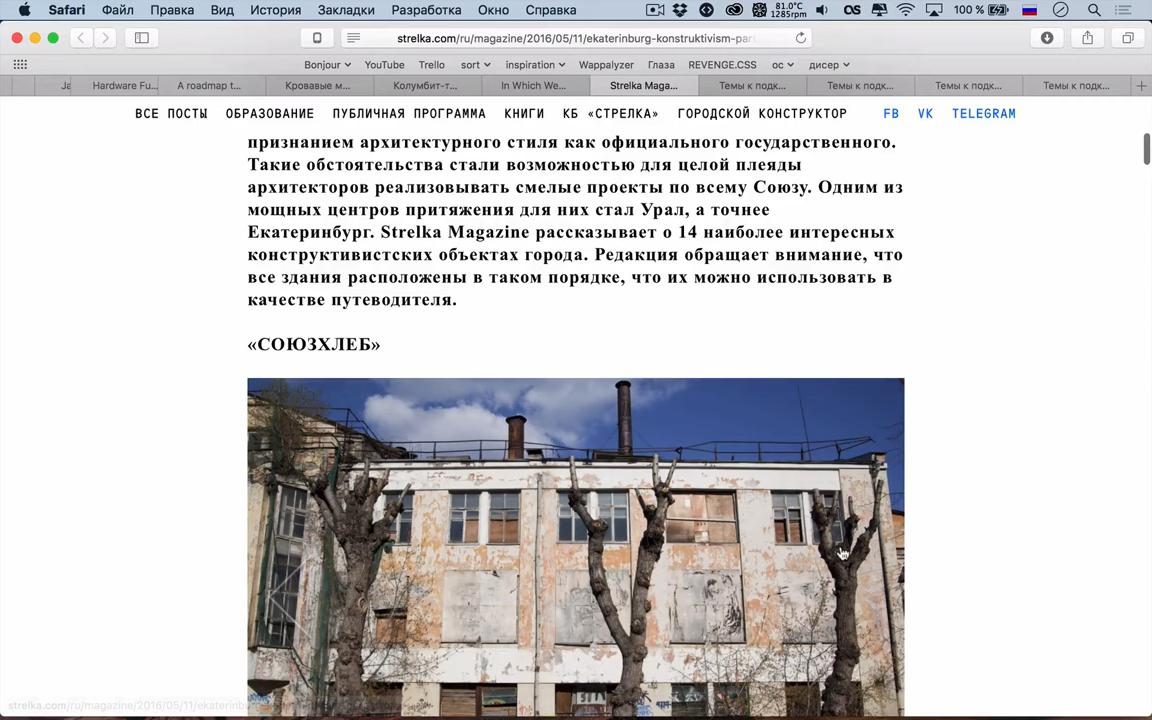 Safari Файл Правка Вид История Закладки Разработка Окно Справка 81.0°C 1285rpm 100 %
strelka.com/ru/magazine/2016/05/11/ekaterinburg-konstruktivism-par
Bonjour YouTube Trello sort inspiration Wappalyzer Глаза REVENGE.CSS ос дисер
Ja Hardware Fu... A roadmap t... Кровавые м... Колумбит-т... In Which We... Strelka Maga... Темы к подк... Темы к подк... Темы к подк... Темы к подк...
ВСЕ ПОСТЫ ОБРАЗОВАНИЕ ПУБЛИЧНАЯ ПРОГРАММА КНИГИ КБ «СТРЕЛКА» ГОРОДСКОЙ КОНСТРУКТОР FB VK TELEGRAM
признанием архитектурного стиля как официального государственного.
Такие обстоятельства стали возможностью для целой плеяды
архитекторов реализовывать смелые проекты по всему Союзу. Одним из
мощных центров притяжения для них стал Урал, а точнее
Екатеринбург. Strelka Magazine рассказывает о 14 наиболее интересных
конструктивистских объектах города. Редакция обращает внимание, что
все здания расположены в таком порядке, что их можно использовать в
качестве путеводителя.
«СОЮЗХЛЕБ»